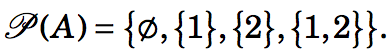 𝒫(A) = {∅, {1}, {2}, {1, 2}}.